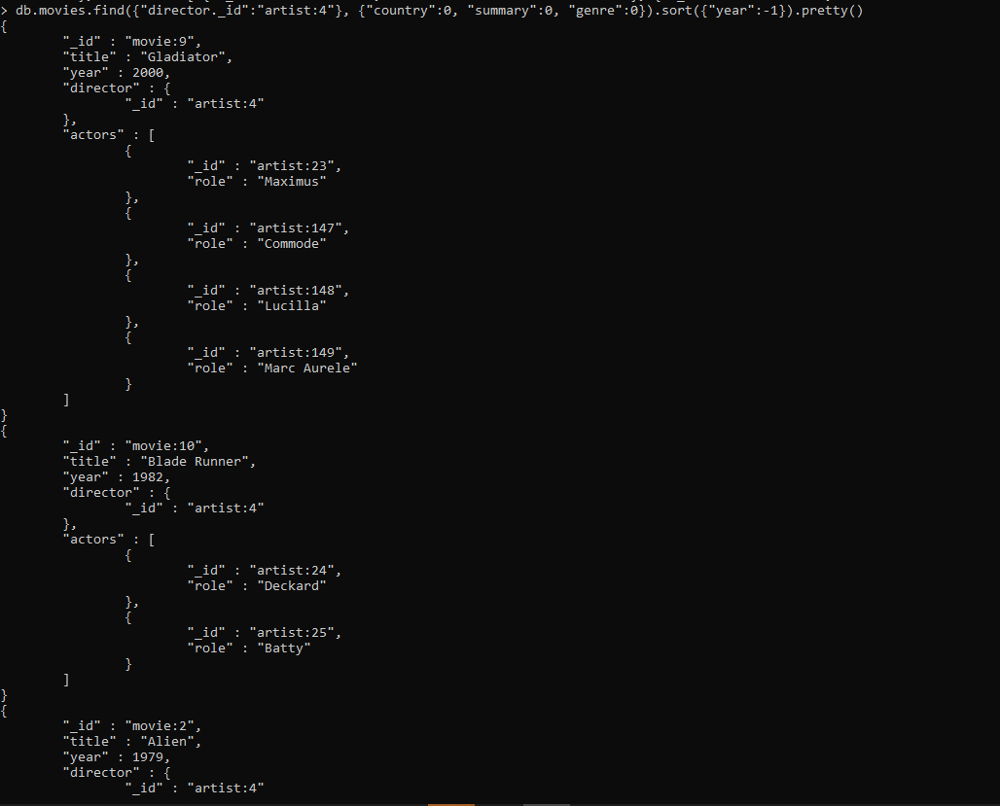 > db.movies.find({"director._id":"artist:4"}, {"country":0, "summary":0, "genre":0}).sort({"year":-1}).pretty()
{
        "_id" : "movie:9",
        "title" : "Gladiator",
        "year" : 2000,
        "director" : {
                "_id" : "artist:4"
        },
        "actors" : [
                {
                        "_id" : "artist:23",
                        "role" : "Maximus"
                },
                {
                        "_id" : "artist:147",
                        "role" : "Commode"
                },
                {
                        "_id" : "artist:148",
                        "role" : "Lucilla"
                },
                {
                        "_id" : "artist:149",
                        "role" : "Marc Aurele"
                }
        ]
}
{
        "_id" : "movie:10",
        "title" : "Blade Runner",
        "year" : 1982,
        "director" : {
                "_id" : "artist:4"
        },
        "actors" : [
                {
                        "_id" : "artist:24",
                        "role" : "Deckard"
                },
                {
                        "_id" : "artist:25",
                        "role" : "Batty"
                }
        ]
}
{
        "_id" : "movie:2",
        "title" : "Alien",
        "year" : 1979,
        "director" : {
                "_id" : "artist:4"